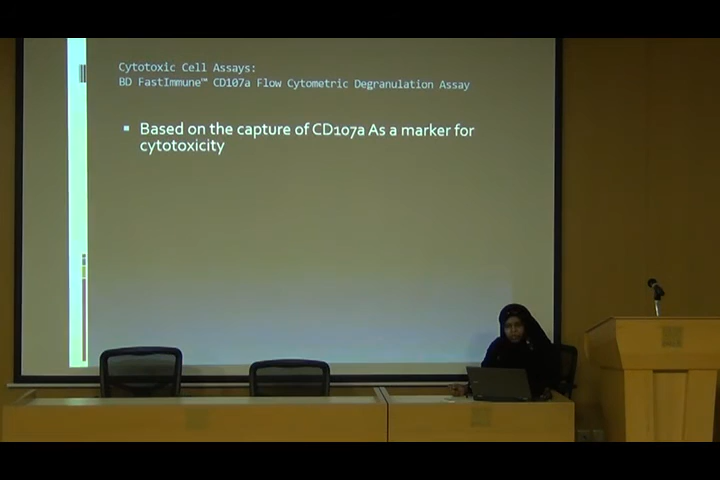 Cytotoxic Cell Assays:
BD FastImmune™ CD107a Flow Cytometric Degranulation Assay
▪ Based on the capture of CD107a As a marker for
cytotoxicity